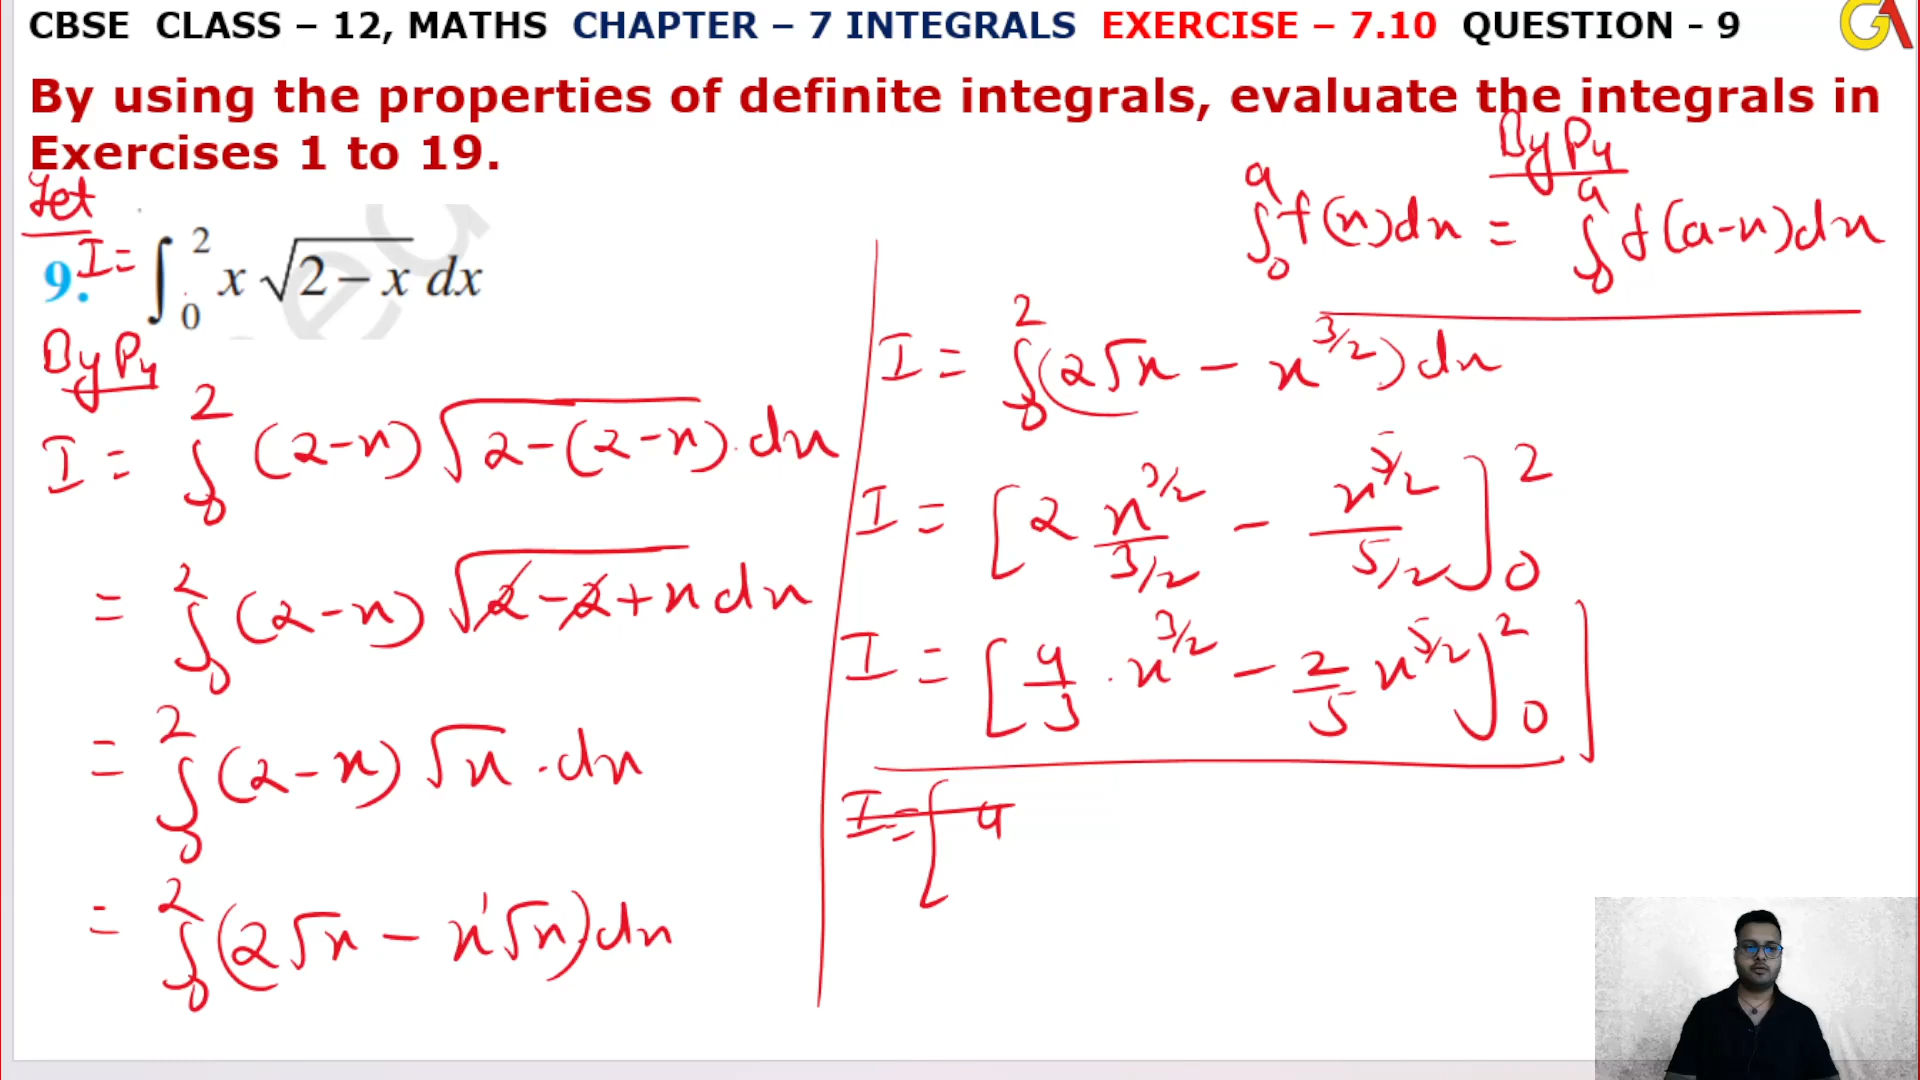 CBSE CLASS – 12, MATHS CHAPTER – 7 INTEGRALS EXERCISE – 7.10 QUESTION - 9
GA
By using the properties of definite integrals, evaluate the integrals in
Exercises 1 to 19.
Let
9. I = ∫₀² x √(2 – x) dx
By P₄
I = ∫₀² (2-x) √(2-(2-x)) . dx
= ∫₀² (2-x) √(2-2+x) dx
= ∫₀² (2-x) √x . dx
= ∫₀² (2√x - x¹√x) dx
By P₄
∫₀ᵃ f(x)dx = ∫₀ᵃ f(a-x)dx
I = ∫₀² (2√x - x^3/2) dx
I = [2 x^3/2 / 3/2 - x^5/2 / 5/2]₀²
I = [4/3 . x^3/2 - 2/5 x^5/2]₀² ]
I = [ 4